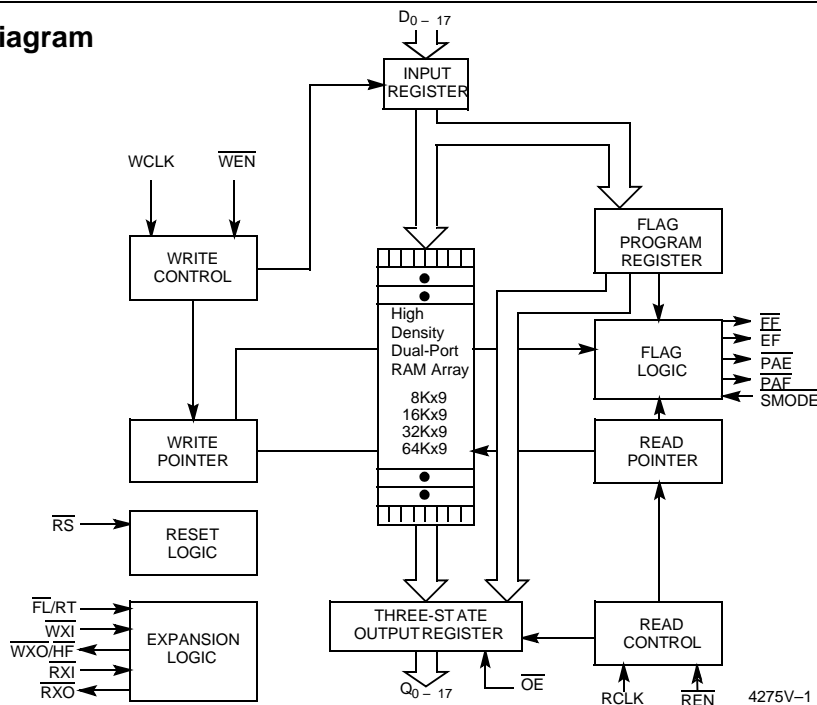 iagram
D0 – 17
INPUT
REGISTER
WCLK
WEN
FLAG
PROGRAM
REGISTER
WRITE
CONTROL
High
Density
Dual-Port
RAM Array
8Kx9
16Kx9
32Kx9
64Kx9
FLAG
LOGIC
FF
EF
PAE
PAF
SMODE
WRITE
POINTER
READ
POINTER
RS
RESET
LOGIC
FL/RT
WXI
WXO/HF
RXI
RXO
EXPANSION
LOGIC
THREE-STATE
OUTPUT REGISTER
READ
CONTROL
Q0 – 17
OE
RCLK
REN
4275V–1